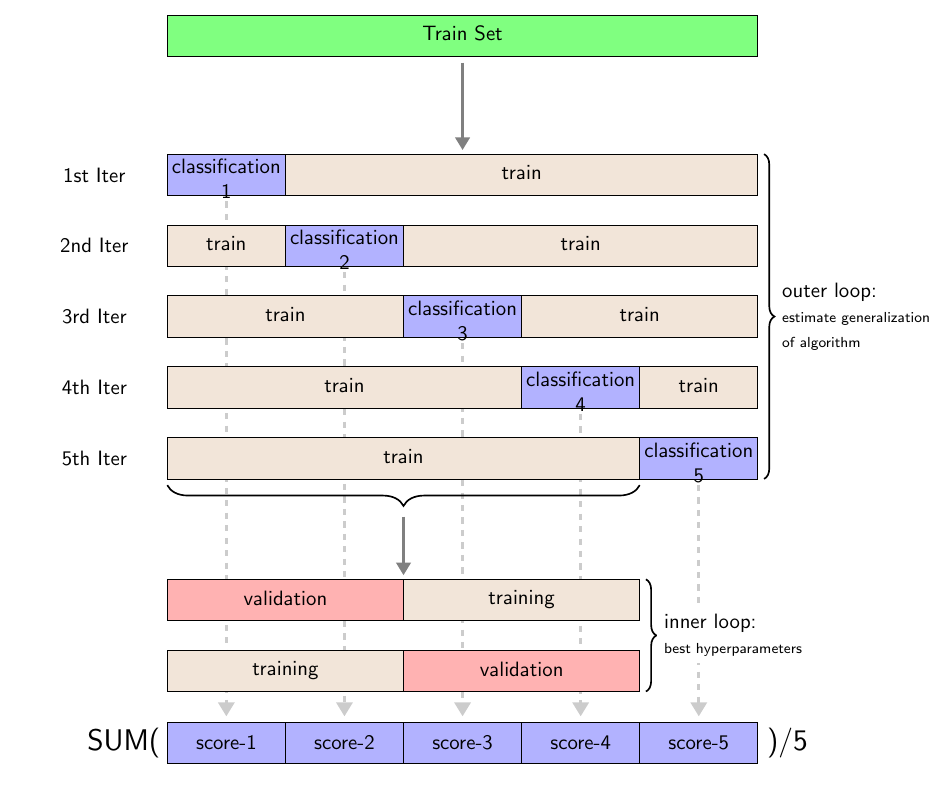 Train Set
1st Iter
classification
1
train
2nd Iter
train
classification
2
train
3rd Iter
train
classification
3
train
4th Iter
train
classification
4
train
5th Iter
train
classification
5
outer loop:
estimate generalization
of algorithm
validation
training
training
validation
inner loop:
best hyperparameters
SUM( score-1 score-2 score-3 score-4 score-5 )/5